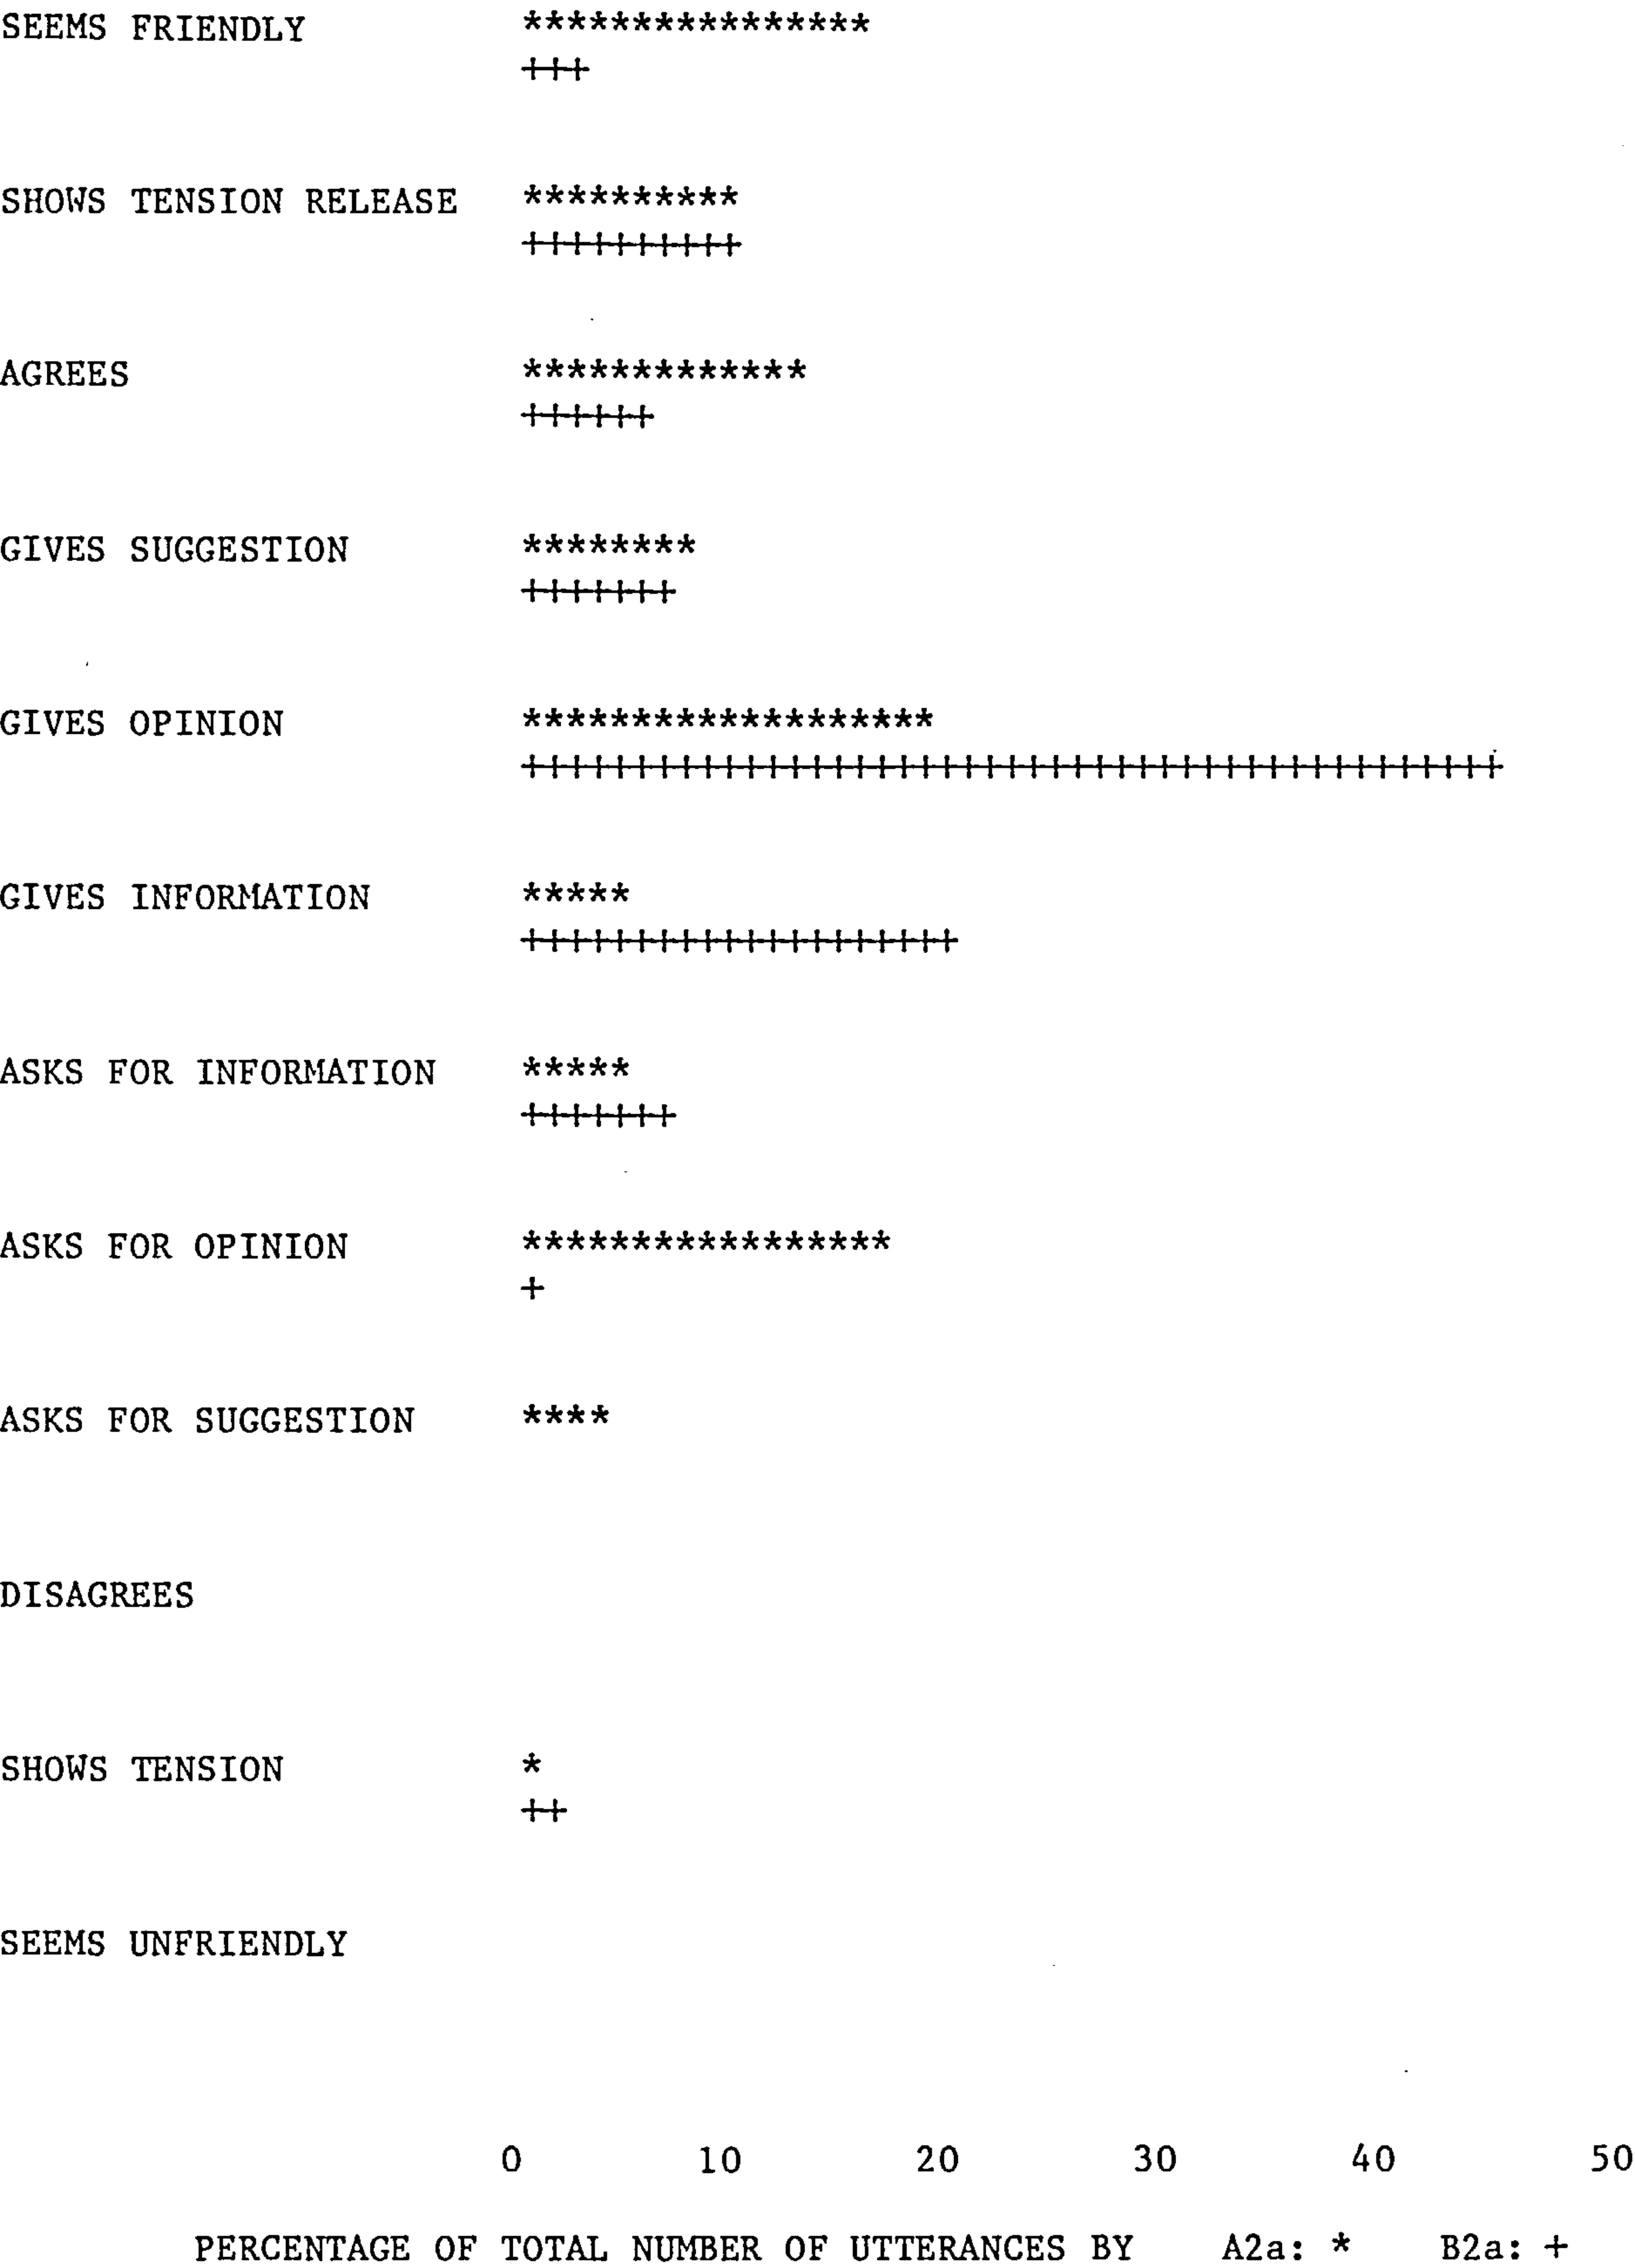 SEEMS FRIENDLY ****************
+++
SHOWS TENSION RELEASE **********
++++++++++
AGREES *************
++++++
GIVES SUGGESTION ********
+++++++
GIVES OPINION *******************
+++++++++++++++++++++++++++++++++++++++++++++
GIVES INFORMATION *****
++++++++++++++++++++
ASKS FOR INFORMATION *****
+++++++
ASKS FOR OPINION *****************
+
ASKS FOR SUGGESTION ****
DISAGREES
SHOWS TENSION *
++
SEEMS UNFRIENDLY
0 10 20 30 40 50
PERCENTAGE OF TOTAL NUMBER OF UTTERANCES BY A2a: * B2a: +